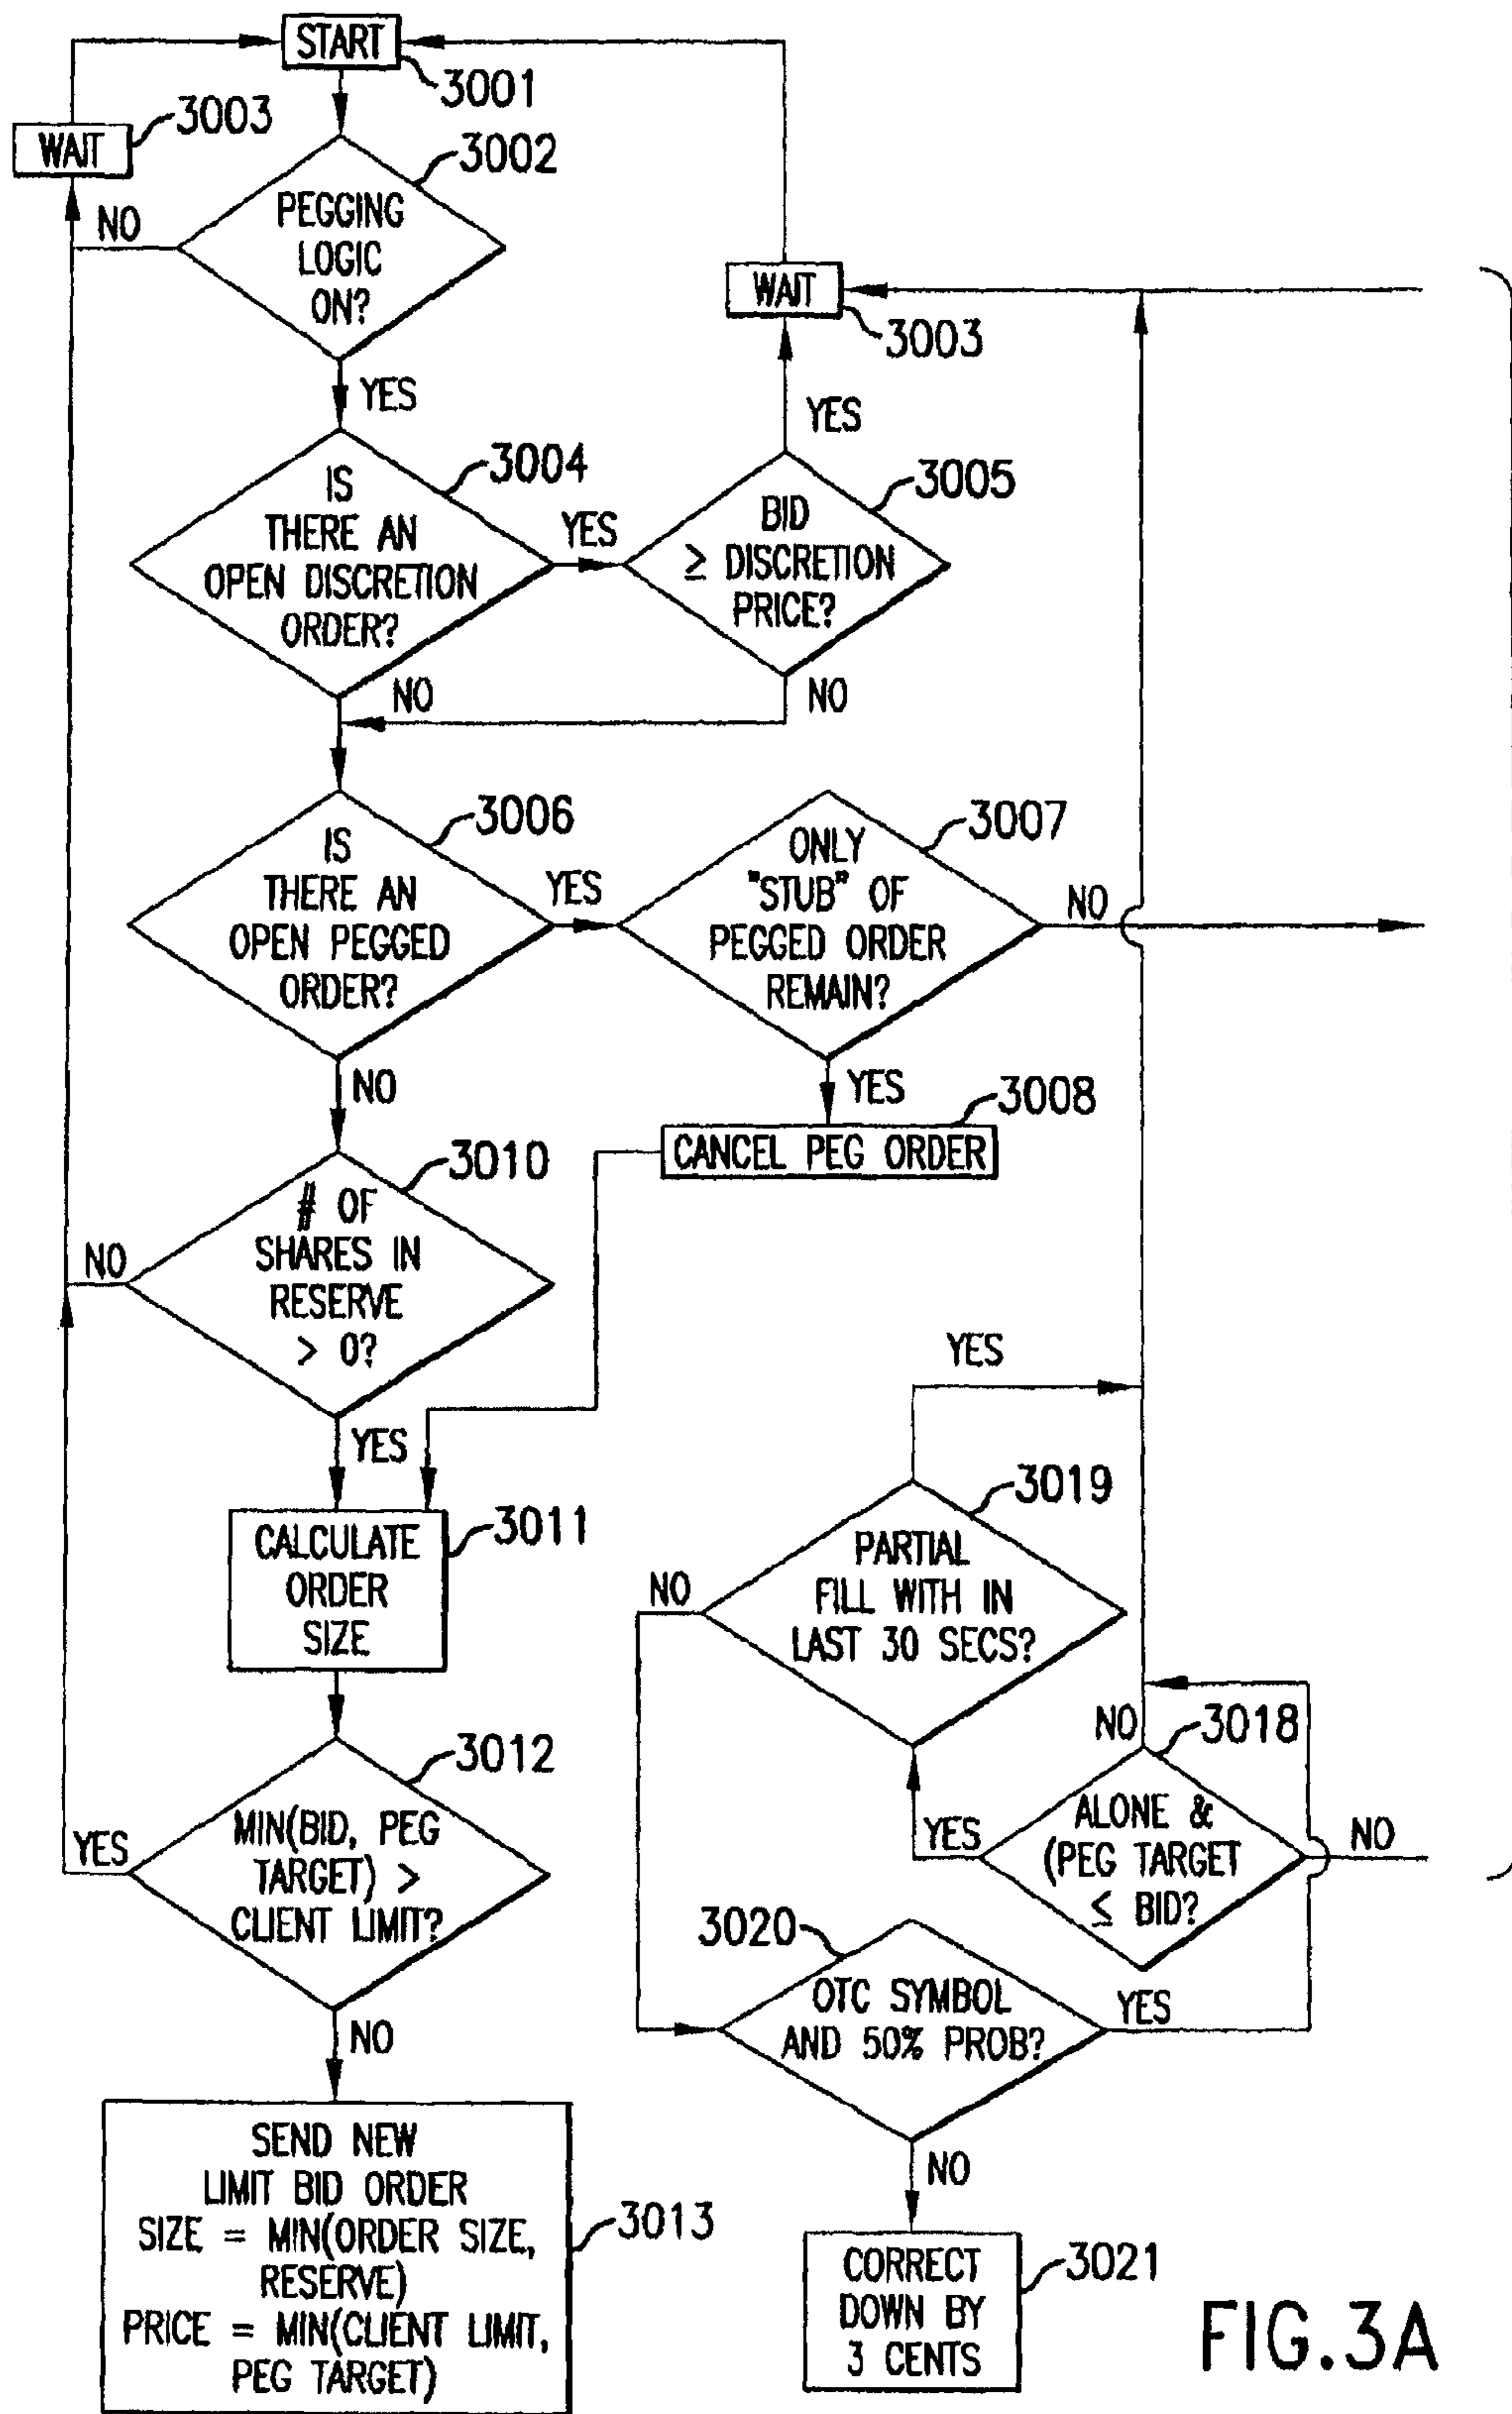 START
3001
WAIT
3003
3002
PEGGING
LOGIC
ON?
NO
YES
WAIT
3003
YES
3004
IS
THERE AN
OPEN DISCRETION
ORDER?
YES
3005
BID
≥ DISCRETION
PRICE?
NO
NO
3006
IS
THERE AN
OPEN PEGGED
ORDER?
YES
3007
ONLY
"STUB" OF
PEGGED ORDER
REMAIN?
NO
NO
YES
3008
CANCEL PEG ORDER
3010
# OF
SHARES IN
RESERVE
> 0?
NO
YES
3011
CALCULATE
ORDER
SIZE
3012
MIN(BID, PEG
TARGET) >
CLIENT LIMIT?
YES
NO
SEND NEW
LIMIT BID ORDER
SIZE = MIN(ORDER SIZE,
RESERVE)
PRICE = MIN(CLIENT LIMIT,
PEG TARGET)
3013
YES
3019
PARTIAL
FILL WITH IN
LAST 30 SECS?
NO
NO
3018
ALONE &
(PEG TARGET
≤ BID?
YES
NO
3020
OTC SYMBOL
AND 50% PROB?
YES
NO
CORRECT
DOWN BY
3 CENTS
3021
FIG.3A